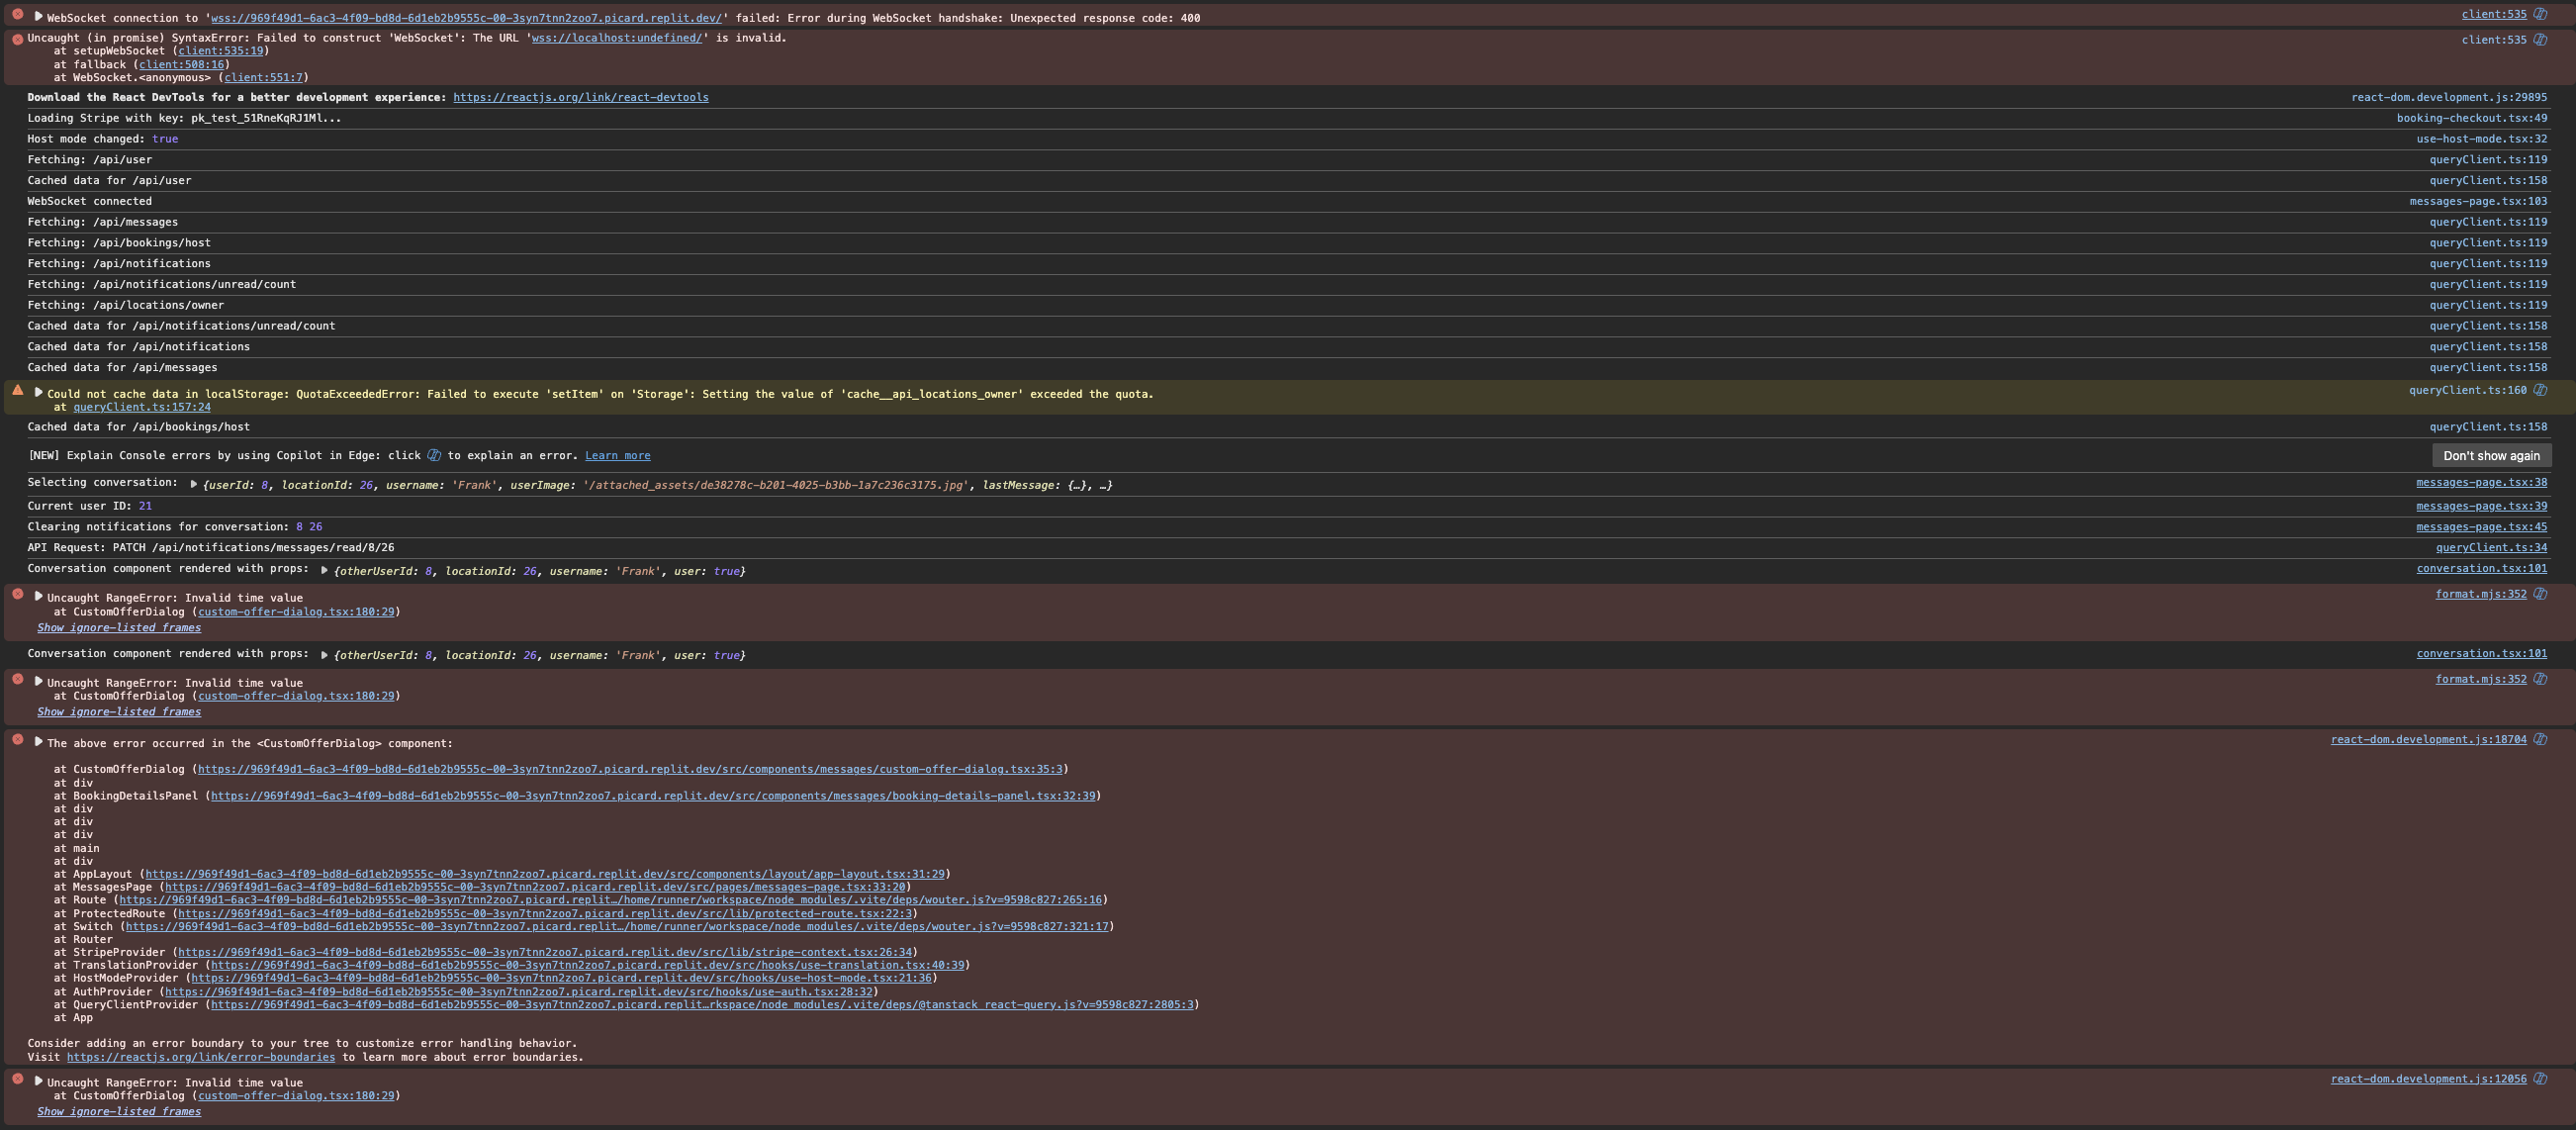 WebSocket connection to 'wss://969f49d1-6ac3-4f09-bd8d-6d1eb2b9555c-00-3syn7tnn2zoo7.picard.replit.dev/' failed: Error during WebSocket handshake: Unexpected response code: 400 client:535
Uncaught (in promise) SyntaxError: Failed to construct 'WebSocket': The URL 'wss://localhost:undefined/' is invalid. client:535
at setupWebSocket (client:535:19)
at fallback (client:508:16)
at WebSocket.<anonymous> (client:551:7)
Download the React DevTools for a better development experience: https://reactjs.org/link/react-devtools react-dom.development.js:29895
Loading Stripe with key: pk_test_51RneKqRJ1Ml... booking-checkout.tsx:49
Host mode changed: true use-host-mode.tsx:32
Fetching: /api/user queryClient.ts:119
Cached data for /api/user queryClient.ts:158
WebSocket connected messages-page.tsx:103
Fetching: /api/messages queryClient.ts:119
Fetching: /api/bookings/host queryClient.ts:119
Fetching: /api/notifications queryClient.ts:119
Fetching: /api/notifications/unread/count queryClient.ts:119
Fetching: /api/locations/owner queryClient.ts:119
Cached data for /api/notifications/unread/count queryClient.ts:158
Cached data for /api/notifications queryClient.ts:158
Cached data for /api/messages queryClient.ts:158
Could not cache data in localStorage: QuotaExceededError: Failed to execute 'setItem' on 'Storage': Setting the value of 'cache__api_locations_owner' exceeded the quota. queryClient.ts:160
at queryClient.ts:157:24
Cached data for /api/bookings/host queryClient.ts:158
[NEW] Explain Console errors by using Copilot in Edge: click to explain an error. Learn more Don't show again
Selecting conversation: {userId: 8, locationId: 26, username: 'Frank', userImage: '/attached_assets/de38278c-b201-4025-b3bb-1a7c236c3175.jpg', lastMessage: {…}, …} messages-page.tsx:38
Current user ID: 21 messages-page.tsx:39
Clearing notifications for conversation: 8 26 messages-page.tsx:45
API Request: PATCH /api/notifications/messages/read/8/26 queryClient.ts:34
Conversation component rendered with props: {otherUserId: 8, locationId: 26, username: 'Frank', user: true} conversation.tsx:101
Uncaught RangeError: Invalid time value format.mjs:352
at CustomOfferDialog (custom-offer-dialog.tsx:180:29)
Show ignore-listed frames
Conversation component rendered with props: {otherUserId: 8, locationId: 26, username: 'Frank', user: true} conversation.tsx:101
Uncaught RangeError: Invalid time value format.mjs:352
at CustomOfferDialog (custom-offer-dialog.tsx:180:29)
Show ignore-listed frames
The above error occurred in the <CustomOfferDialog> component: react-dom.development.js:18704
at CustomOfferDialog (https://969f49d1-6ac3-4f09-bd8d-6d1eb2b9555c-00-3syn7tnn2zoo7.picard.replit.dev/src/components/messages/custom-offer-dialog.tsx:35:3)
at div
at BookingDetailsPanel (https://969f49d1-6ac3-4f09-bd8d-6d1eb2b9555c-00-3syn7tnn2zoo7.picard.replit.dev/src/components/messages/booking-details-panel.tsx:32:39)
at div
at div
at div
at main
at div
at AppLayout (https://969f49d1-6ac3-4f09-bd8d-6d1eb2b9555c-00-3syn7tnn2zoo7.picard.replit.dev/src/components/layout/app-layout.tsx:31:29)
at MessagesPage (https://969f49d1-6ac3-4f09-bd8d-6d1eb2b9555c-00-3syn7tnn2zoo7.picard.replit.dev/src/pages/messages-page.tsx:33:20)
at Route (https://969f49d1-6ac3-4f09-bd8d-6d1eb2b9555c-00-3syn7tnn2zoo7.picard.replit…/home/runner/workspace/node_modules/.vite/deps/wouter.js?v=9598c827:265:16)
at ProtectedRoute (https://969f49d1-6ac3-4f09-bd8d-6d1eb2b9555c-00-3syn7tnn2zoo7.picard.replit.dev/src/lib/protected-route.tsx:22:3)
at Switch (https://969f49d1-6ac3-4f09-bd8d-6d1eb2b9555c-00-3syn7tnn2zoo7.picard.replit…/home/runner/workspace/node_modules/.vite/deps/wouter.js?v=9598c827:321:17)
at Router
at StripeProvider (https://969f49d1-6ac3-4f09-bd8d-6d1eb2b9555c-00-3syn7tnn2zoo7.picard.replit.dev/src/lib/stripe-context.tsx:26:34)
at TranslationProvider (https://969f49d1-6ac3-4f09-bd8d-6d1eb2b9555c-00-3syn7tnn2zoo7.picard.replit.dev/src/hooks/use-translation.tsx:40:39)
at HostModeProvider (https://969f49d1-6ac3-4f09-bd8d-6d1eb2b9555c-00-3syn7tnn2zoo7.picard.replit.dev/src/hooks/use-host-mode.tsx:21:36)
at AuthProvider (https://969f49d1-6ac3-4f09-bd8d-6d1eb2b9555c-00-3syn7tnn2zoo7.picard.replit.dev/src/hooks/use-auth.tsx:28:32)
at QueryClientProvider (https://969f49d1-6ac3-4f09-bd8d-6d1eb2b9555c-00-3syn7tnn2zoo7.picard.replit…rkspace/node_modules/.vite/deps/@tanstack_react-query.js?v=9598c827:2805:3)
at App
Consider adding an error boundary to your tree to customize error handling behavior.
Visit https://reactjs.org/link/error-boundaries to learn more about error boundaries.
Uncaught RangeError: Invalid time value react-dom.development.js:12056
at CustomOfferDialog (custom-offer-dialog.tsx:180:29)
Show ignore-listed frames